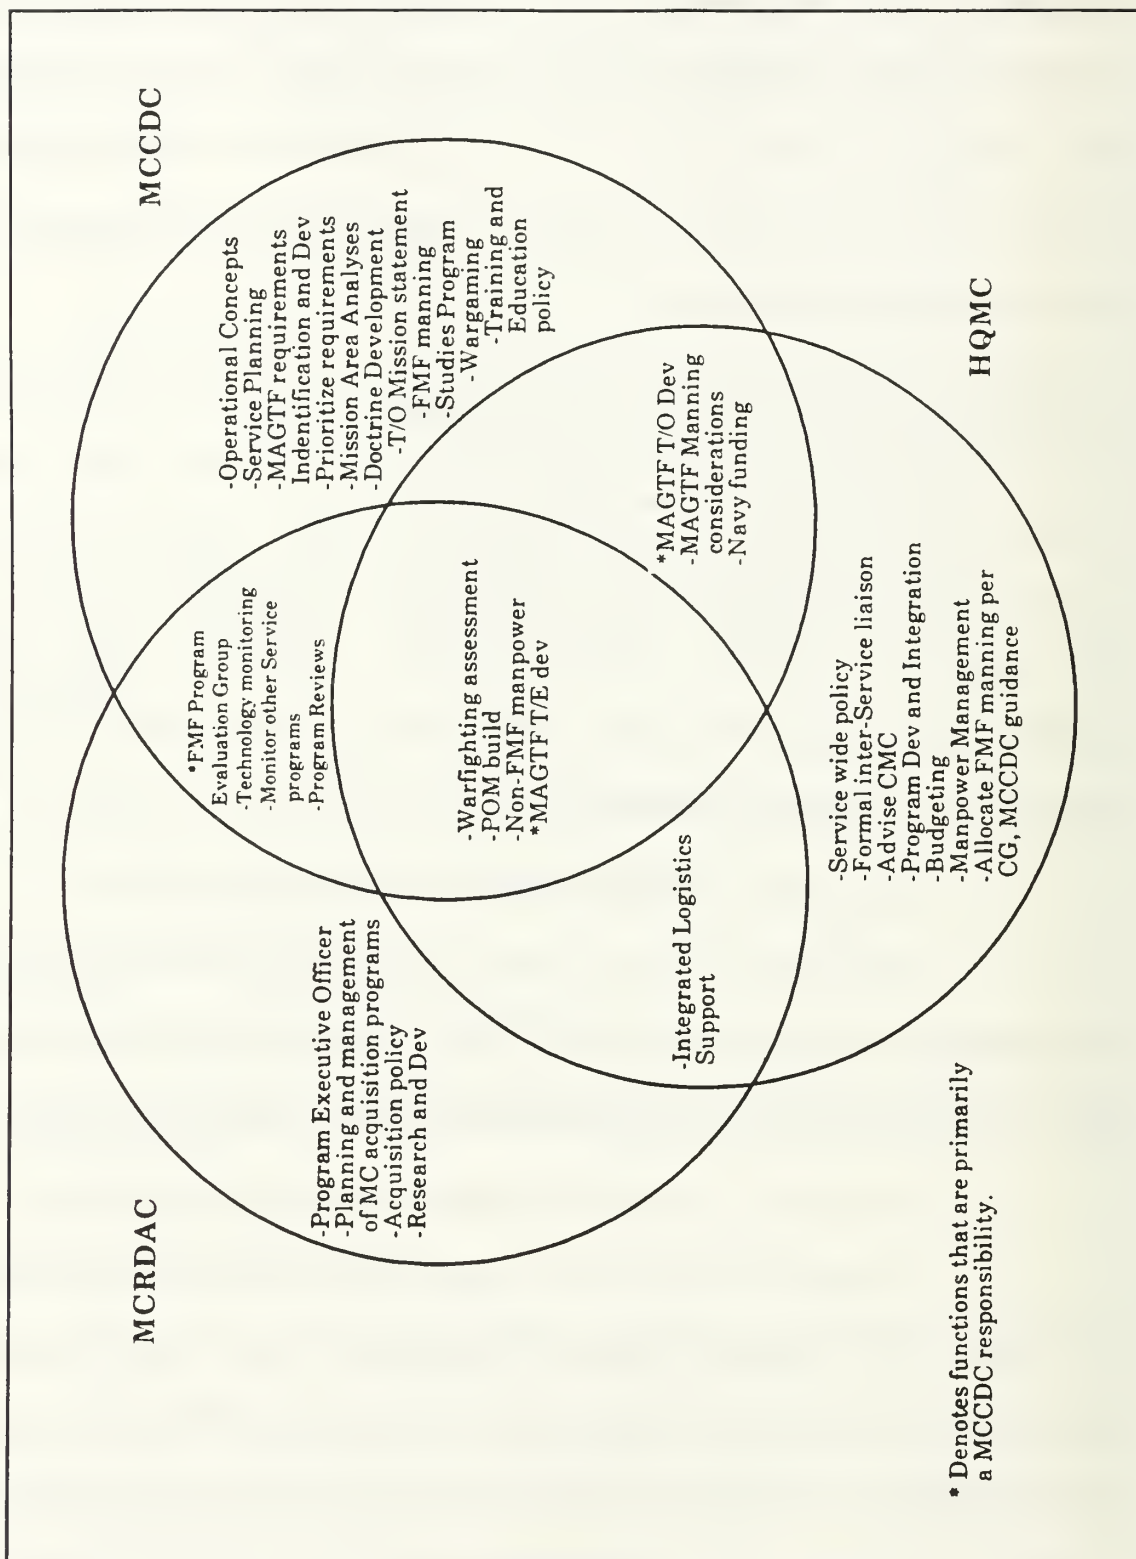 MCRDAC
MCCDC
-Operational Concepts
-Service Planning
-MAGTF requirements
Indentification and Dev
-Prioritize requirements
-Mission Area Analyses
-Doctrine Development
-T/O Mission statement
-FMF manning
-Studies Program
-Wargaming
-Training and
Education
policy
*FMF Program
Evaluation Group
-Technology monitoring
-Monitor other Service
programs
-Program Reviews
-Program Executive Officer
-Planning and management
of MC acquisition programs
-Acquisition policy
-Research and Dev
-Warfighting assessment
-POM build
-Non-FMF manpower
*MAGTF T/E dev
*MAGTF T/O Dev
-MAGTF Manning
considerations
-Navy funding
-Integrated Logistics
Support
-Service wide policy
-Formal inter-Service liaison
-Advise CMC
-Program Dev and Integration
-Budgeting
-Manpower Management
-Allocate FMF manning per
CG, MCCDC guidance
HQMC
* Denotes functions that are primarily
a MCCDC responsibility.